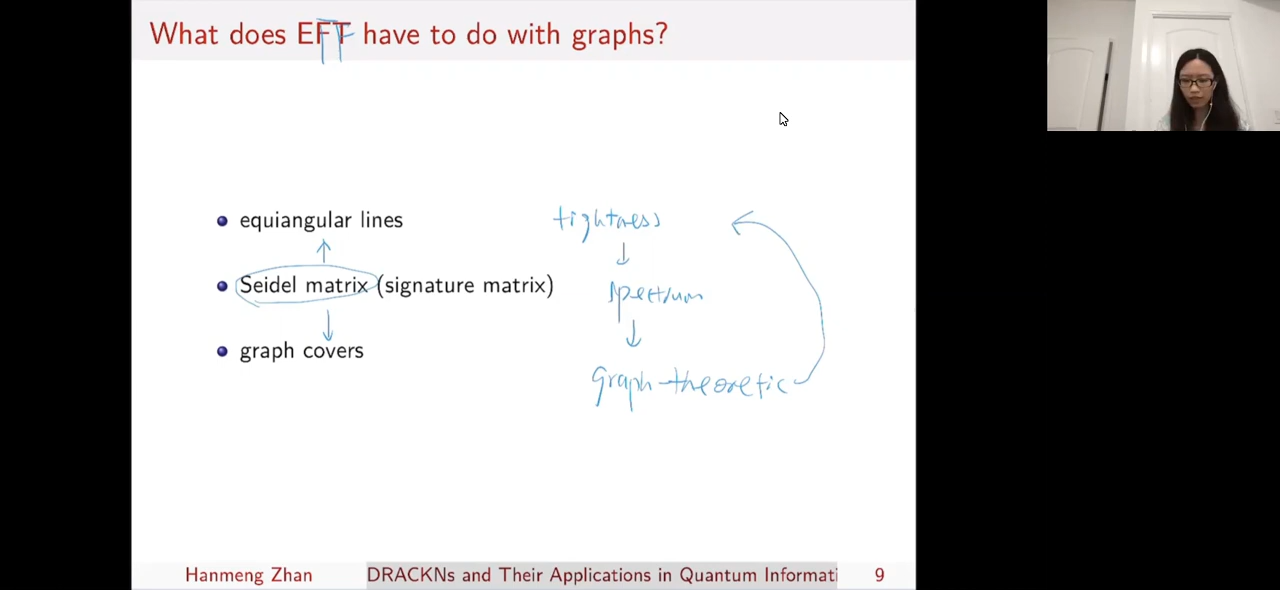 What does EFT have to do with graphs?
equiangular lines
tightness
Seidel matrix (signature matrix)
spectrum
graph covers
graph-theoretic
Hanmeng Zhan DRACKNs and Their Applications in Quantum Informati 9